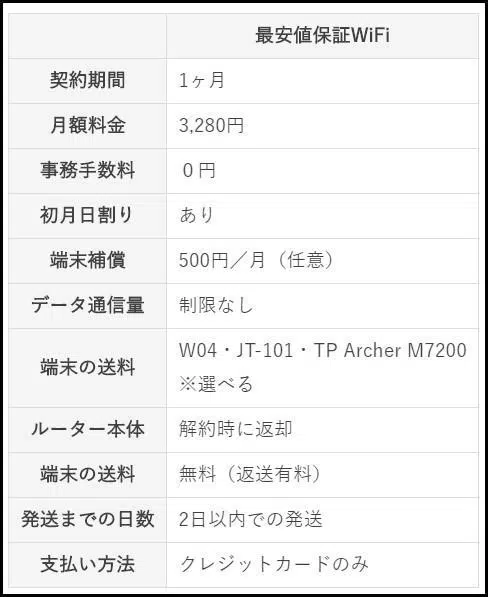 最安値保証WiFi
契約期間 1ヶ月
月額料金 3,280円
事務手数料 0円
初月日割り あり
端末補償 500円／月（任意）
データ通信量 制限なし
端末の送料 W04・JT-101・TP Archer M7200
※選べる
ルーター本体 解約時に返却
端末の送料 無料（返送有料）
発送までの日数 2日以内での発送
支払い方法 クレジットカードのみ